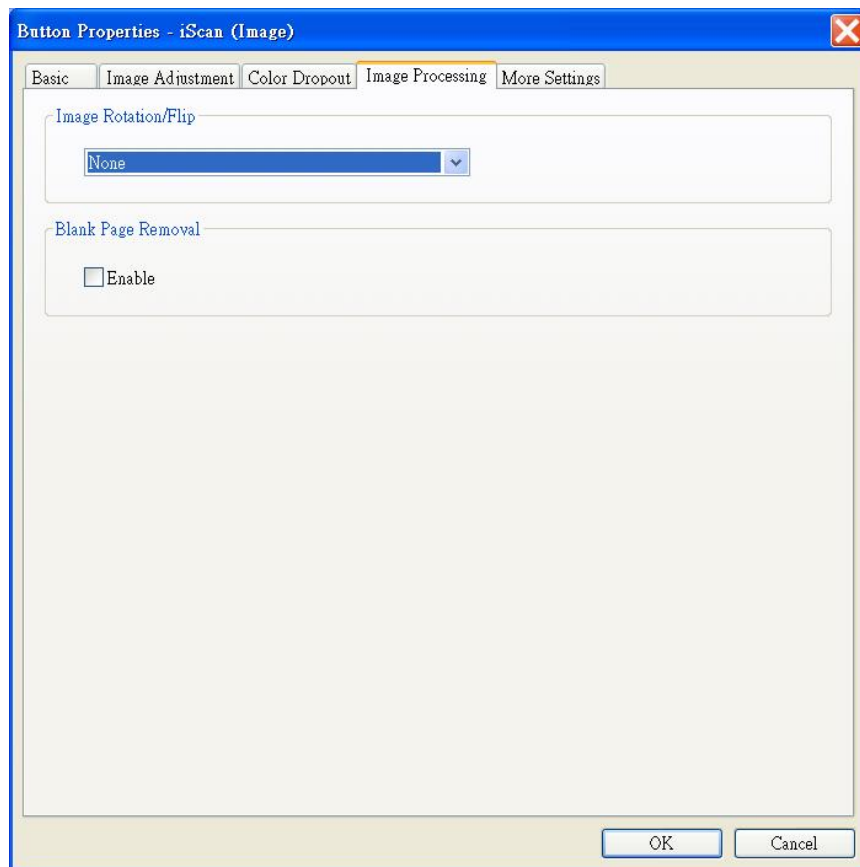 Button Properties - iScan (Image)
Basic Image Adjustment Color Dropout Image Processing More Settings
Image Rotation/Flip
None
Blank Page Removal
Enable
OK Cancel